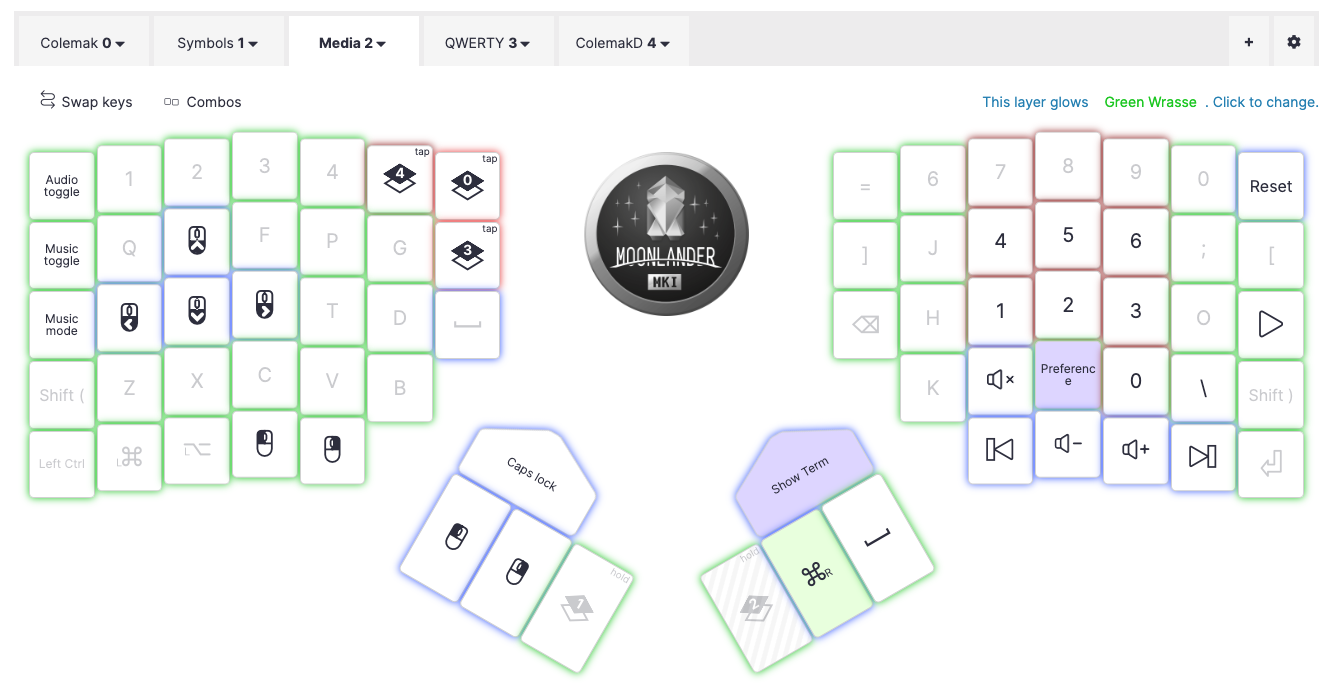 Colemak 0
Symbols 1
Media 2
QWERTY 3
ColemakD 4
+
Swap keys
Combos
This layer glows Green Wrasse . Click to change.
Audio toggle
1
2
3
4
tap
4
tap
0
=
6
7
8
9
0
Reset
Music toggle
Q
F
P
G
tap
3
]
J
4
5
6
;
[
Music mode
T
D
H
1
2
3
O
Shift (
Z
X
C
V
B
K
Preferenc
e
0
\
Shift )
Left Ctrl
L
MOONLANDER
MKI
Caps lock
hold
1
Show Term
hold
2
R